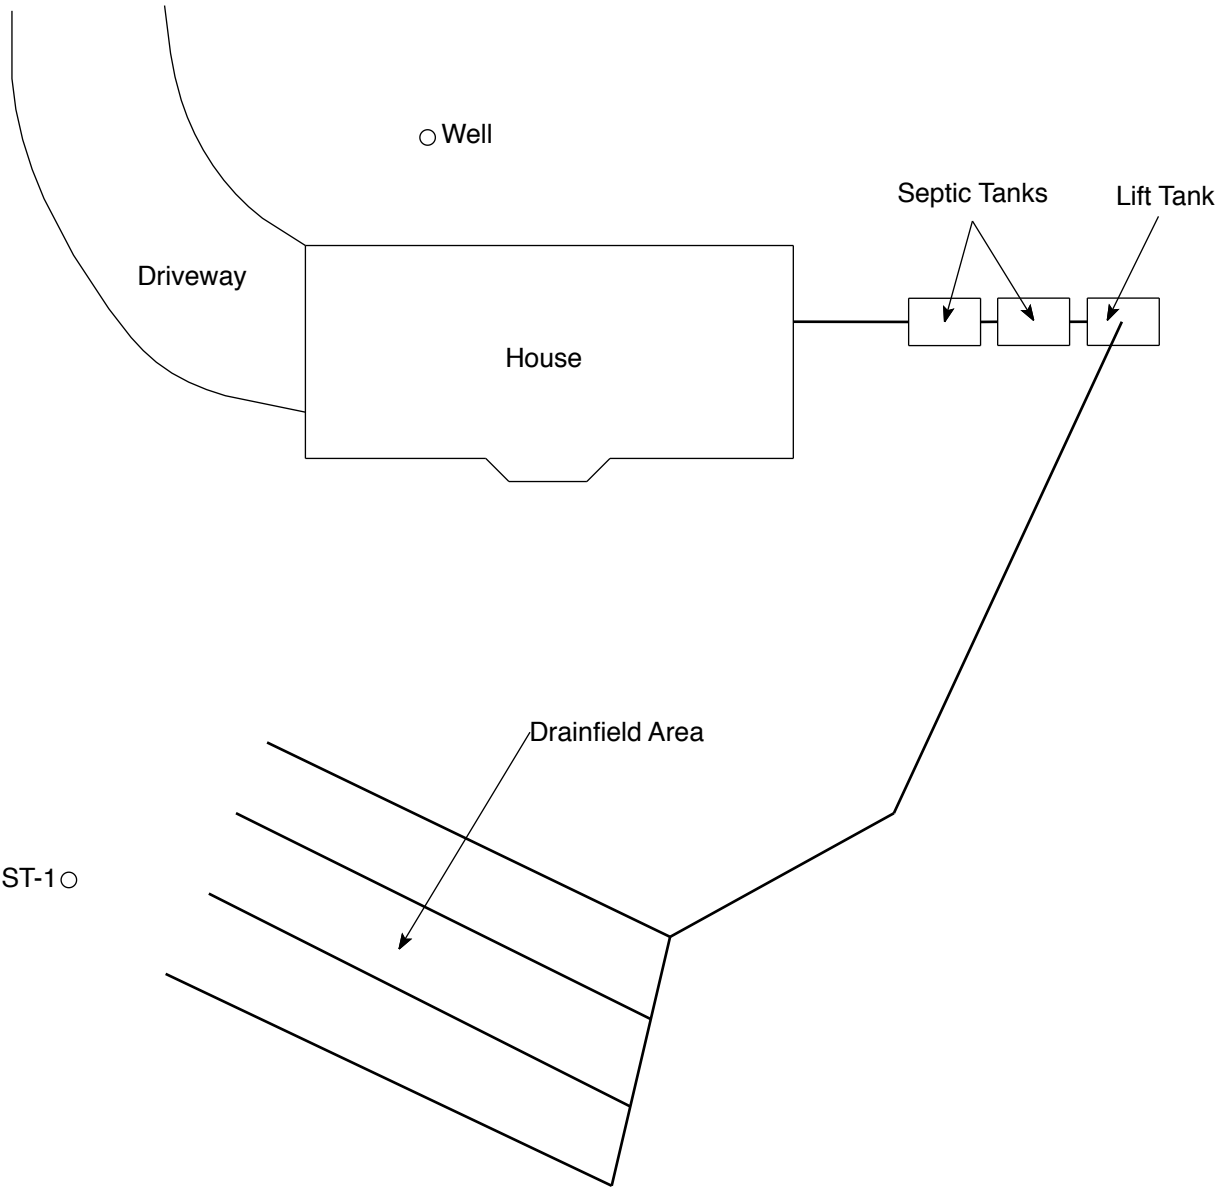 Well
Septic Tanks
Lift Tank
Driveway
House
Drainfield Area
ST-1